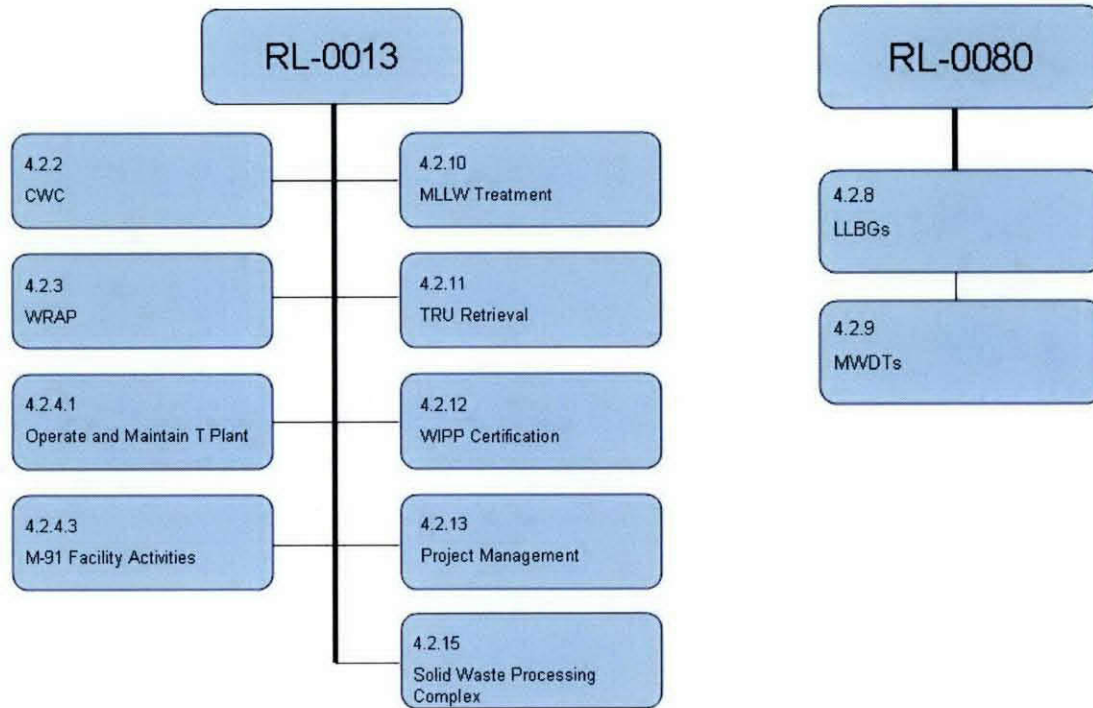 RL-0013
4.2.2
CWC
4.2.3
WRAP
4.2.4.1
Operate and Maintain T Plant
4.2.4.3
M-91 Facility Activities
4.2.10
MLLW Treatment
4.2.11
TRU Retrieval
4.2.12
WIPP Certification
4.2.13
Project Management
4.2.15
Solid Waste Processing
Complex
RL-0080
4.2.8
LLBGs
4.2.9
MWDTs